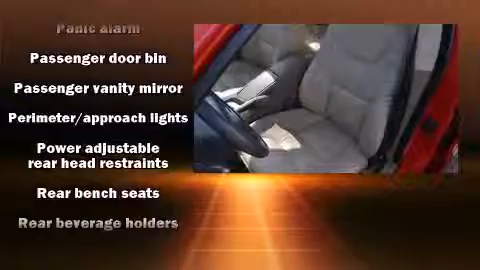 Panic alarm
Passenger door bin
Passenger vanity mirror
Perimeter/approach lights
Power adjustable
rear head restraints
Rear bench seats
Rear beverage holders